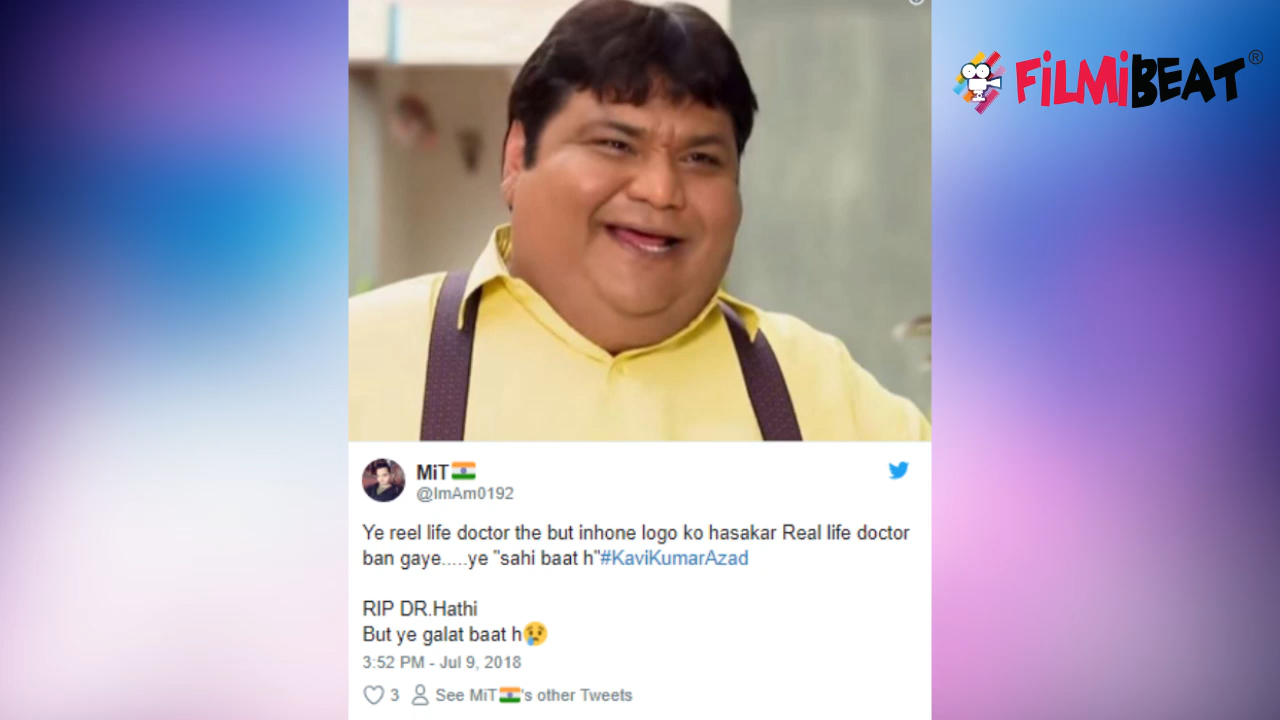 FiLMiBEAT®
MiT
@ImAm0192
Ye reel life doctor the but inhone logo ko hasakar Real life doctor
ban gaye.....ye "sahi baat h"#KaviKumarAzad
RIP DR.Hathi
But ye galat baat h😢
3:52 PM - Jul 9, 2018
3 See MiT🇮🇳's other Tweets